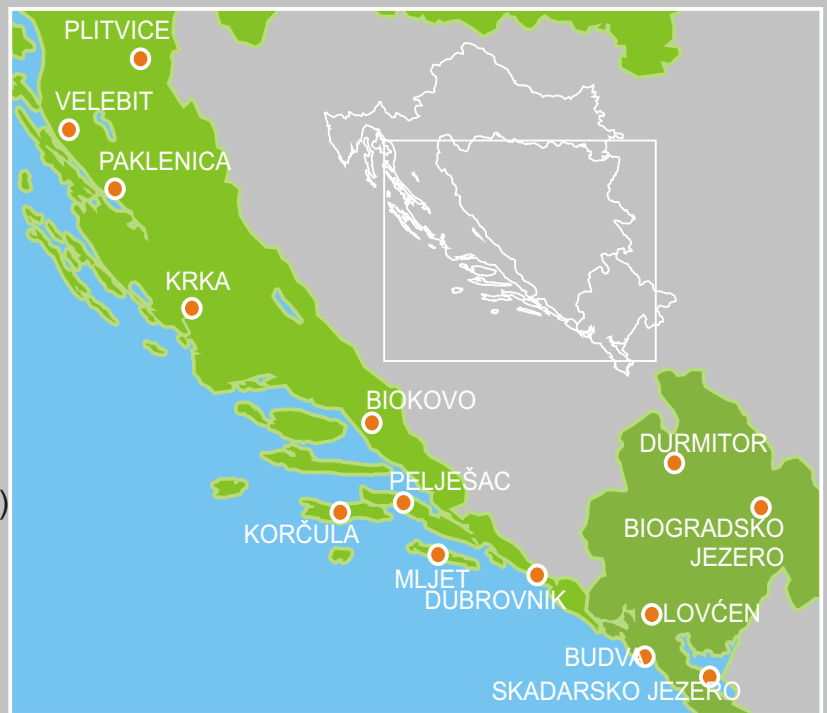 PLITVICE
VELEBIT
PAKLENICA
KRKA
BIOKOVO
DURMITOR
PELJEŠAC
)
KORČULA
BIOGRADSKO
JEZERO
MLJET
DUBROVNIK
LOVĆEN
BUDVA
SKADARSKO JEZERO